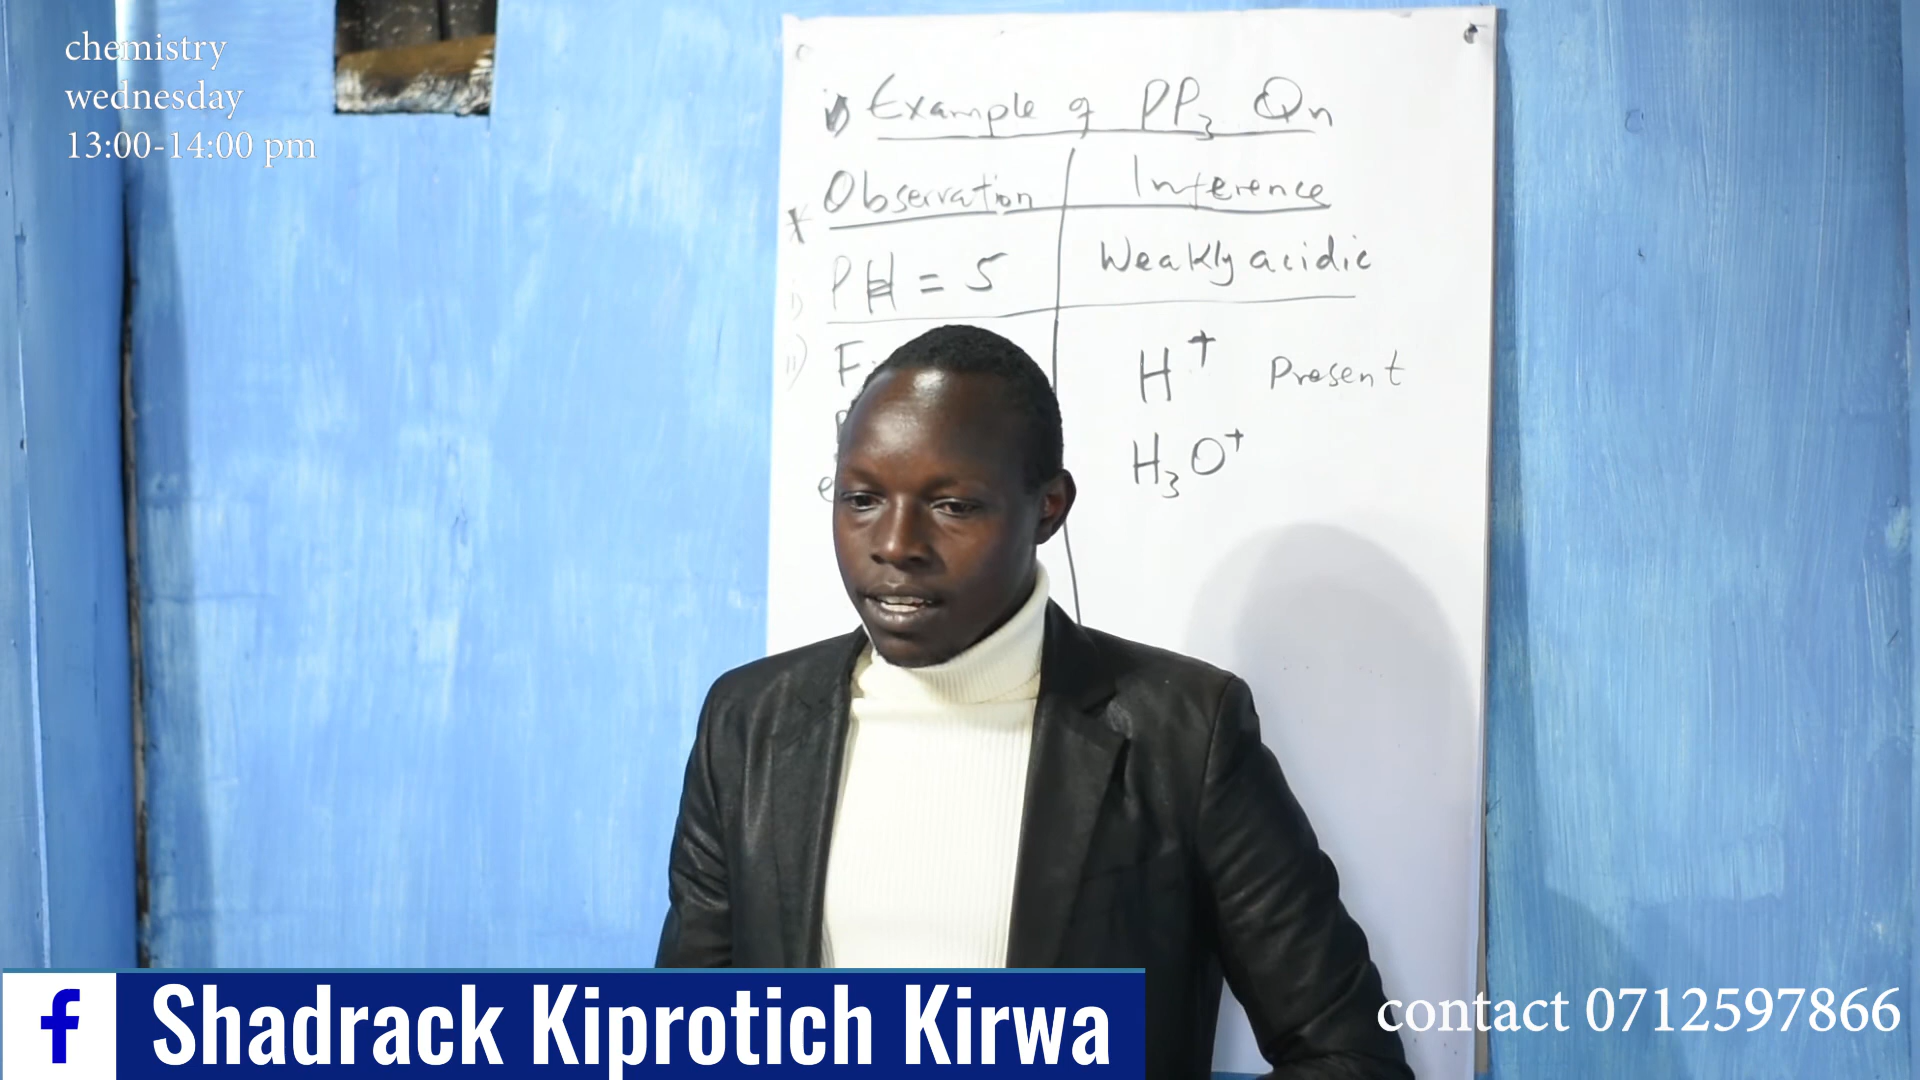 chemistry
wednesday
13:00-14:00 pm
Example of PP3 Qn
Observation Inference
PH = 5 Weakly acidic
ii)
H+ Present
H3O+
f Shadrack Kiprotich Kirwa
contact 0712597866